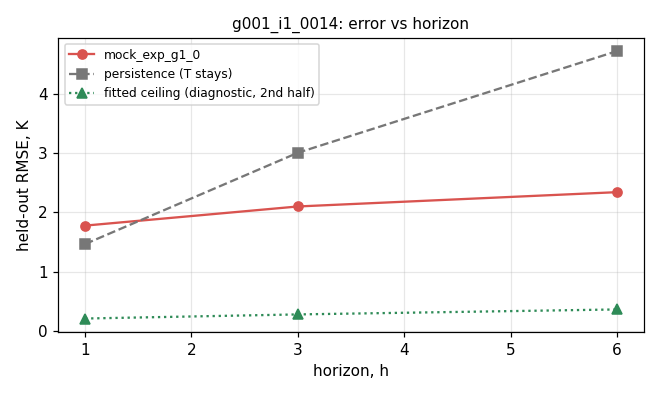 g001_i1_0014: error vs horizon
mock_exp_g1_0
persistence (T stays)
fitted ceiling (diagnostic, 2nd half)
held-out RMSE, K
4
3
2
1
0
1
2
3
4
5
6
horizon, h